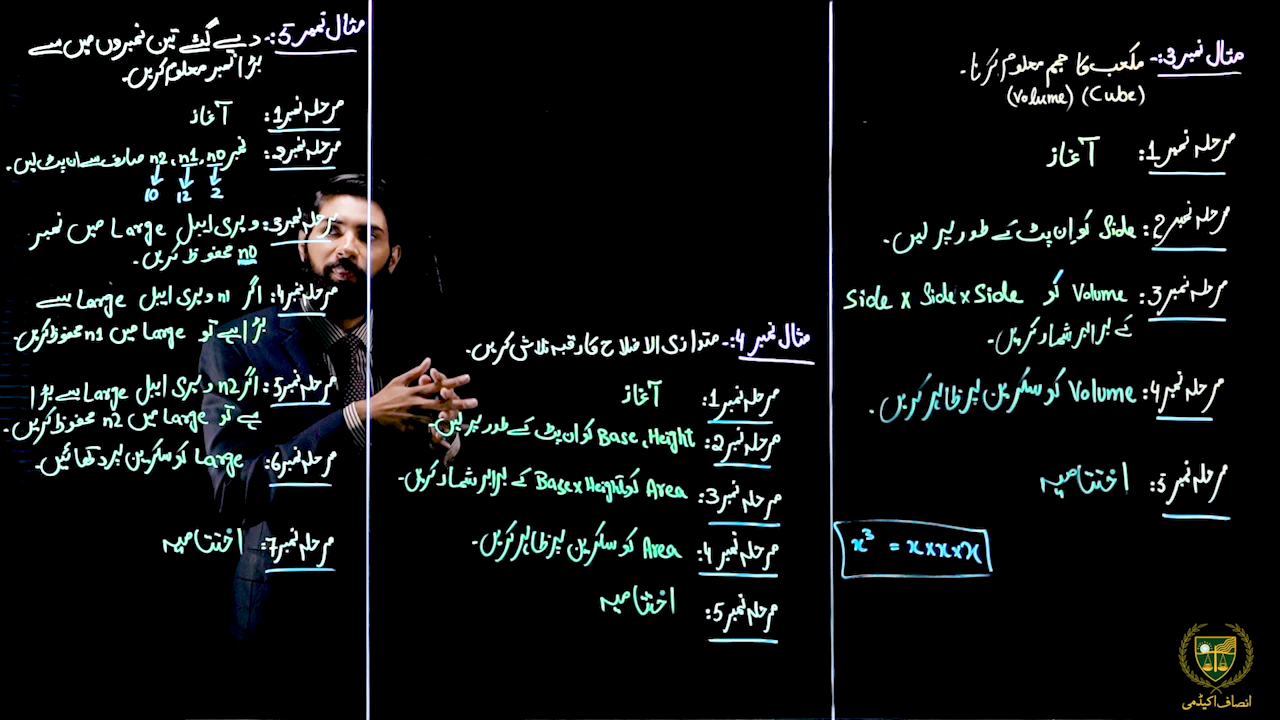 مثال نمبر 3:- مکعب کا حجم معلوم کرنا۔
(Volume) (Cube)
مرحلہ نمبر 1: آغاز
مرحلہ نمبر 2: Side کو اِن پٹ کے طور پر لیں۔
مرحلہ نمبر 3: Volume کو Side x Side x Side
کے برابر شمار کریں۔
مرحلہ نمبر 4: Volume کو سکرین پر ظاہر کریں۔
مرحلہ نمبر 5: اختتامیہ
x³ = x x x x x
مثال نمبر 4:- متوازی الاضلاح کا رقبہ تلاش کریں۔
مرحلہ نمبر 1: آغاز
مرحلہ نمبر 2: Base, Height کو ان پٹ کے طور پر لیں۔
مرحلہ نمبر 3: Area کو Base x Height کے برابر شمار کریں۔
مرحلہ نمبر 4: Area کو سکرین پر ظاہر کریں۔
مرحلہ نمبر 5: اختتامیہ
مثال نمبر 5:- دیے گئے تین نمبروں میں سے
بڑا نمبر معلوم کریں۔
مرحلہ نمبر 1: آغاز
مرحلہ نمبر 2: نمبر n0, n1, n2 صارف سے ان پٹ لیں۔
2 12 10
مرحلہ نمبر 3: ویری ایبل Large میں نمبر
n0 محفوظ کریں۔
مرحلہ نمبر 4: اگر n1 ویری ایبل Large سے
بڑا ہے تو Large میں n1 محفوظ کریں
مرحلہ نمبر 5: اگر n2 ویری ایبل Large سے بڑا
ہے تو Large میں n2 محفوظ کریں۔
مرحلہ نمبر 6: Large کو سکرین پر دکھائیں۔
مرحلہ نمبر 7: اختتامیہ
انصاف اکیڈمی